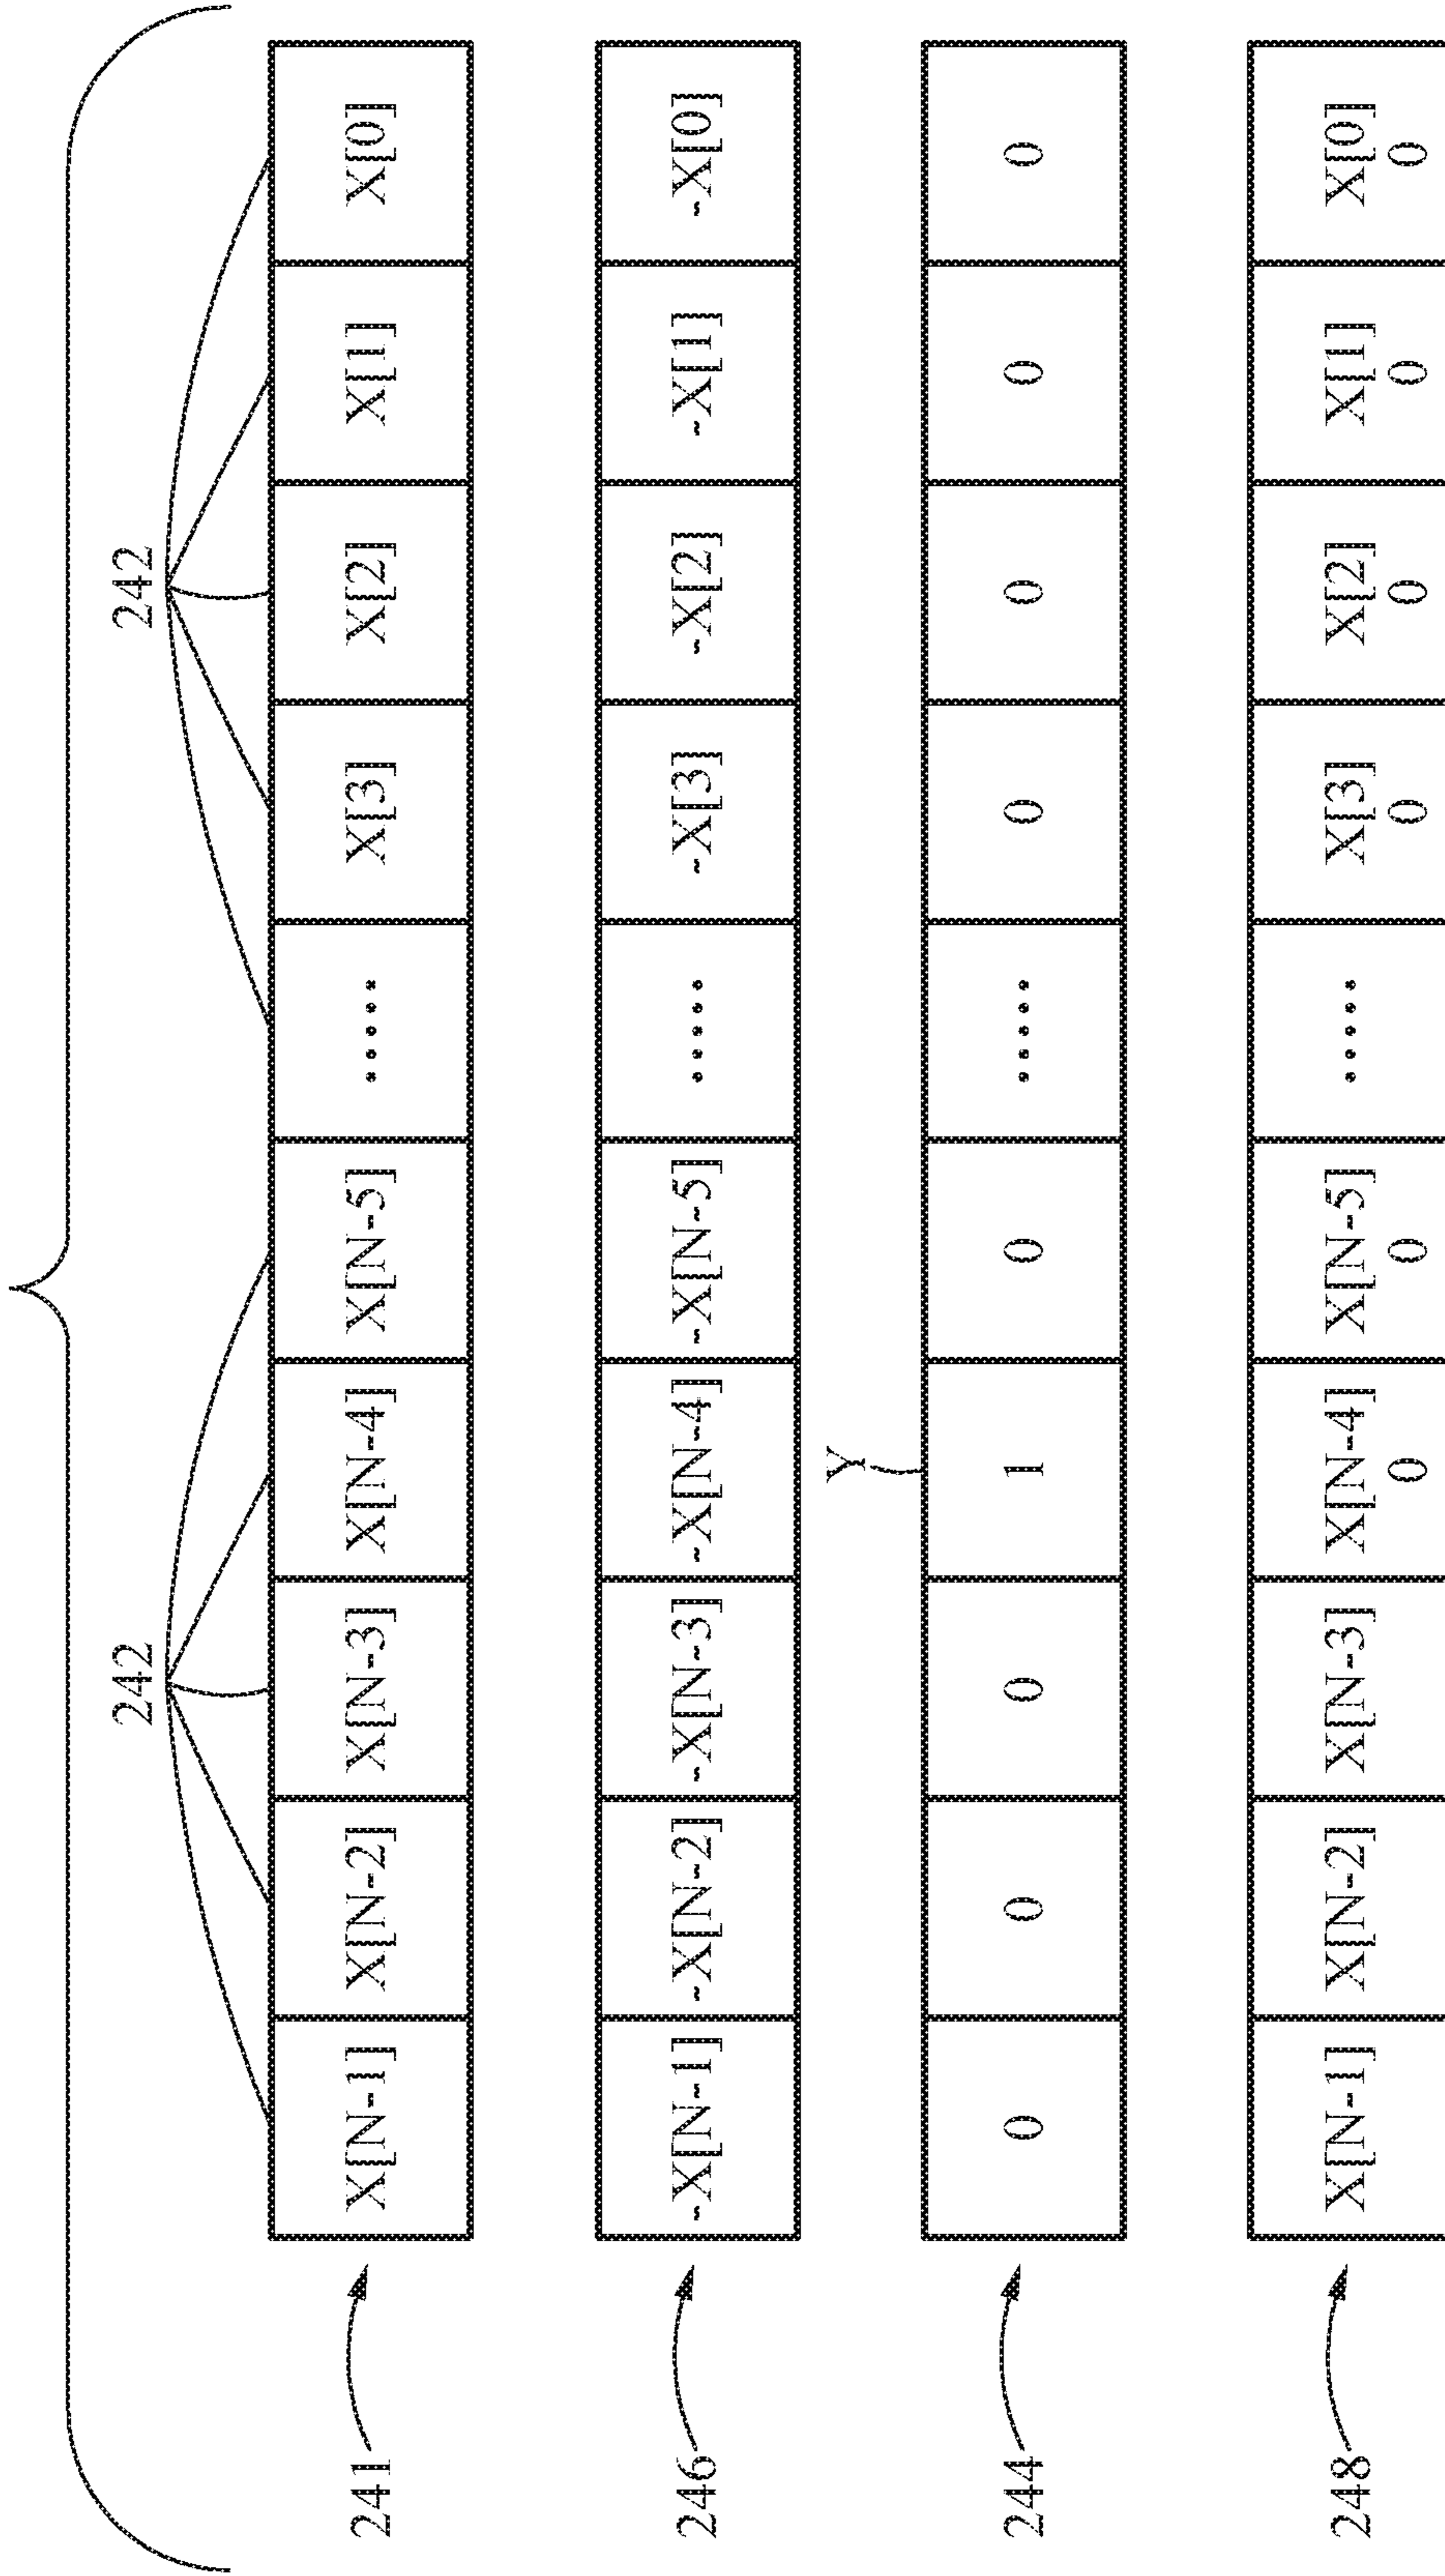 242 242
241 X[N-1] X[N-2] X[N-3] X[N-4] X[N-5] ..... X[3] X[2] X[1] X[0]
246 ~X[N-1] ~X[N-2] ~X[N-3] ~X[N-4] ~X[N-5] ..... ~X[3] ~X[2] ~X[1] ~X[0]
Y
244 0 0 0 1 0 ..... 0 0 0 0
248 X[N-1] X[N-2] X[N-3] X[N-4] X[N-5] ..... X[3] X[2] X[1] X[0]
0 0 0 0 0 0